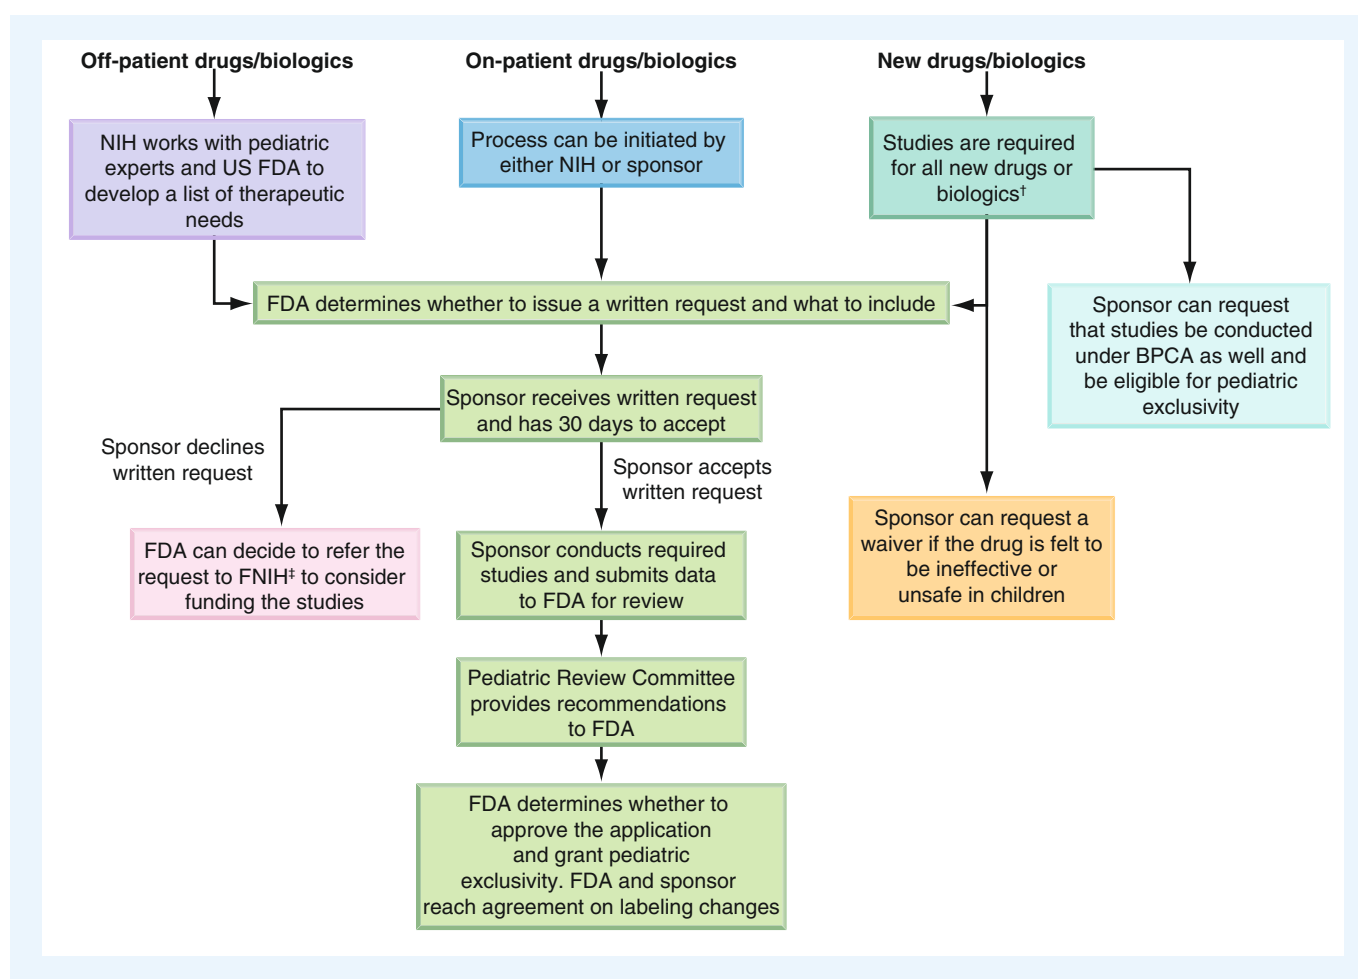 Off-patient drugs/biologics
On-patient drugs/biologics
New drugs/biologics
NIH works with pediatric
experts and US FDA to
develop a list of therapeutic
needs
Process can be initiated by
either NIH or sponsor
Studies are required
for all new drugs or
biologics†
FDA determines whether to issue a written request and what to include
Sponsor can request
that studies be conducted
under BPCA as well and
be eligible for pediatric
exclusivity
Sponsor receives written request
and has 30 days to accept
Sponsor declines
written request
Sponsor accepts
written request
FDA can decide to refer the
request to FNIH‡ to consider
funding the studies
Sponsor conducts required
studies and submits data
to FDA for review
Sponsor can request a
waiver if the drug is felt to
be ineffective or
unsafe in children
Pediatric Review Committee
provides recommendations
to FDA
FDA determines whether to
approve the application
and grant pediatric
exclusivity. FDA and sponsor
reach agreement on labeling changes